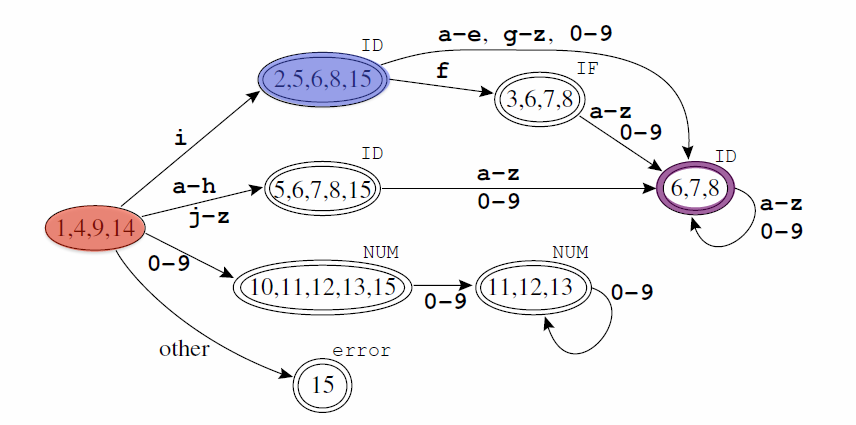 ID
a-e, g-z, 0-9
2,5,6,8,15
f
IF
3,6,7,8
a-z
0-9
i
ID
a-h
j-z
5,6,7,8,15
a-z
0-9
ID
6,7,8
a-z
0-9
1,4,9,14
0-9
NUM
10,11,12,13,15
0-9
NUM
11,12,13
0-9
other
error
15